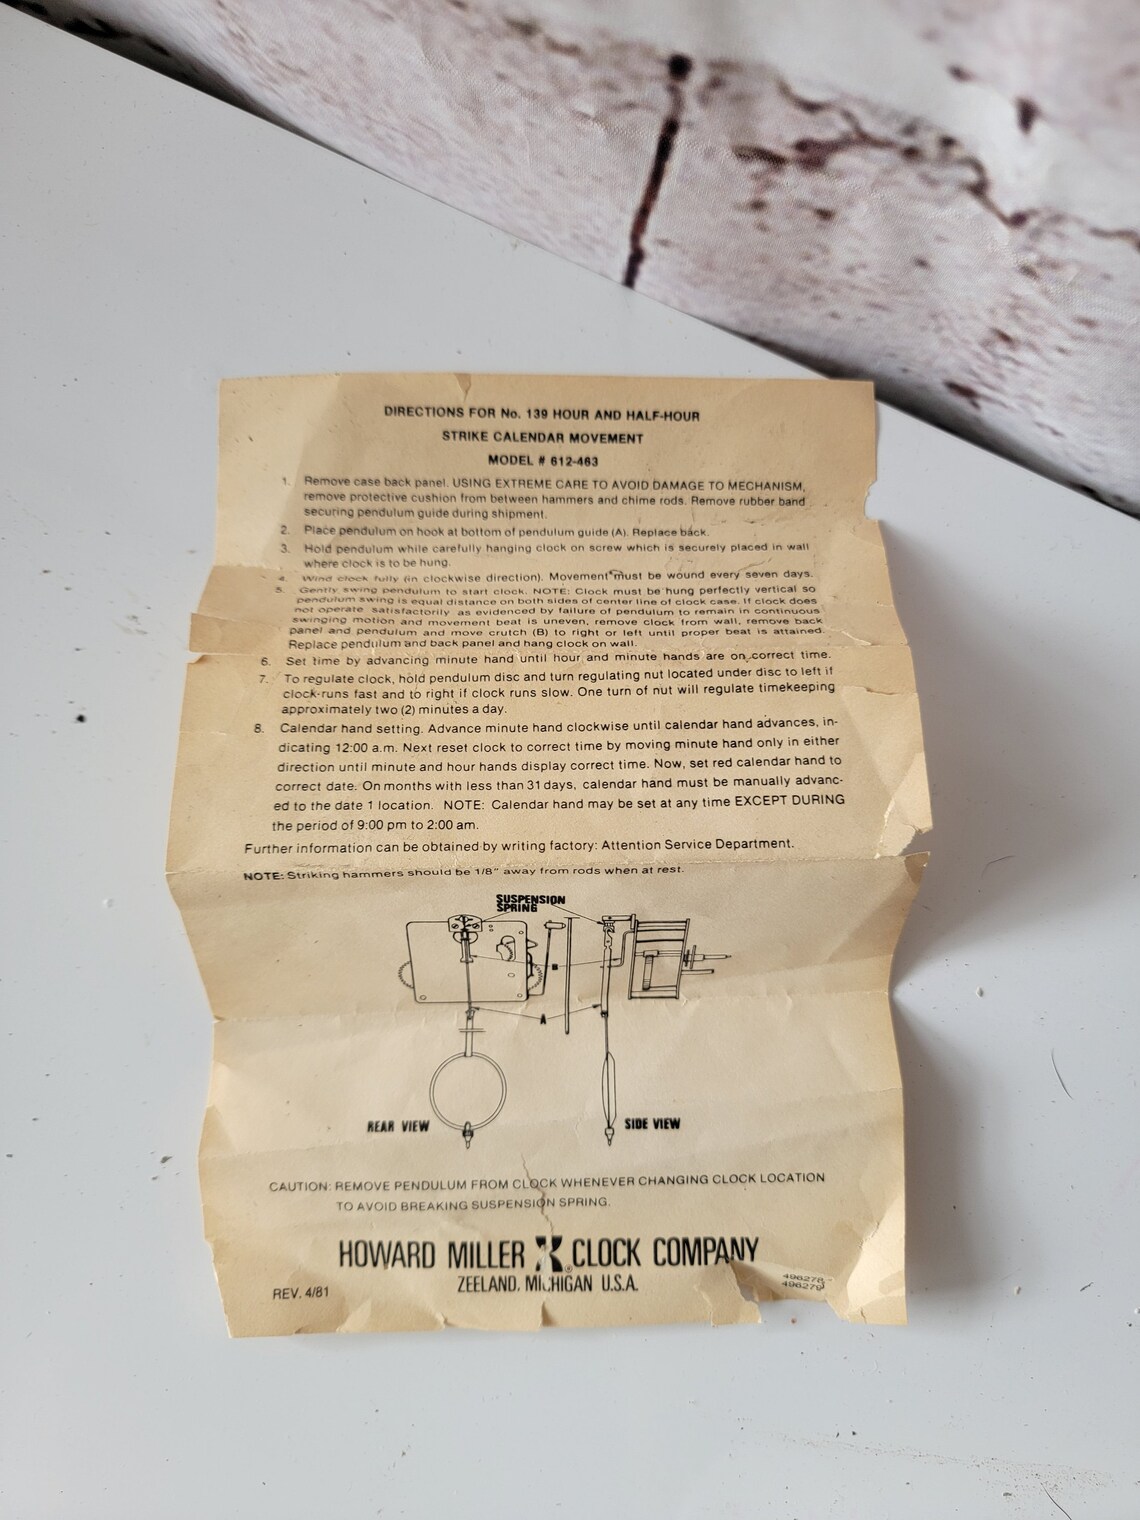 DIRECTIONS FOR No. 139 HOUR AND HALF-HOUR
STRIKE CALENDAR MOVEMENT
MODEL # 612-463
1. Remove case back panel. USING EXTREME CARE TO AVOID DAMAGE TO MECHANISM,
remove protective cushion from between hammers and chime rods. Remove rubber band
securing pendulum guide during shipment.
2. Place pendulum on hook at bottom of pendulum guide (A). Replace back.
3. Hold pendulum while carefully hanging clock on screw which is securely placed in wall
where clock is to be hung.
4. Wind clock fully (in clockwise direction). Movement must be wound every seven days.
5. Gently swing pendulum to start clock. NOTE: Clock must be hung perfectly vertical so
pendulum swing is equal distance on both sides of center line of clock case. If clock does
not operate satisfactorily as evidenced by failure of pendulum to remain in continuous
swinging motion and movement beat is uneven, remove clock from wall, remove back
panel and pendulum and move crutch (B) to right or left until proper beat is attained.
Replace pendulum and back panel and hang clock on wall.
6. Set time by advancing minute hand until hour and minute hands are on correct time.
7. To regulate clock, hold pendulum disc and turn regulating nut located under disc to left if
clock runs fast and to right if clock runs slow. One turn of nut will regulate timekeeping
approximately two (2) minutes a day.
8. Calendar hand setting. Advance minute hand clockwise until calendar hand advances, in-
dicating 12:00 a.m. Next reset clock to correct time by moving minute hand only in either
direction until minute and hour hands display correct time. Now, set red calendar hand to
correct date. On months with less than 31 days, calendar hand must be manually advanc-
ed to the date 1 location. NOTE: Calendar hand may be set at any time EXCEPT DURING
the period of 9:00 pm to 2:00 am.
Further information can be obtained by writing factory: Attention Service Department.
NOTE: Striking hammers should be 1/8" away from rods when at rest.
SUSPENSION
SPRING
B
A
REAR VIEW
SIDE VIEW
CAUTION: REMOVE PENDULUM FROM CLOCK WHENEVER CHANGING CLOCK LOCATION
TO AVOID BREAKING SUSPENSION SPRING.
HOWARD MILLER CLOCK COMPANY
ZEELAND, MICHIGAN U.S.A.
REV. 4/81
496278-
496279